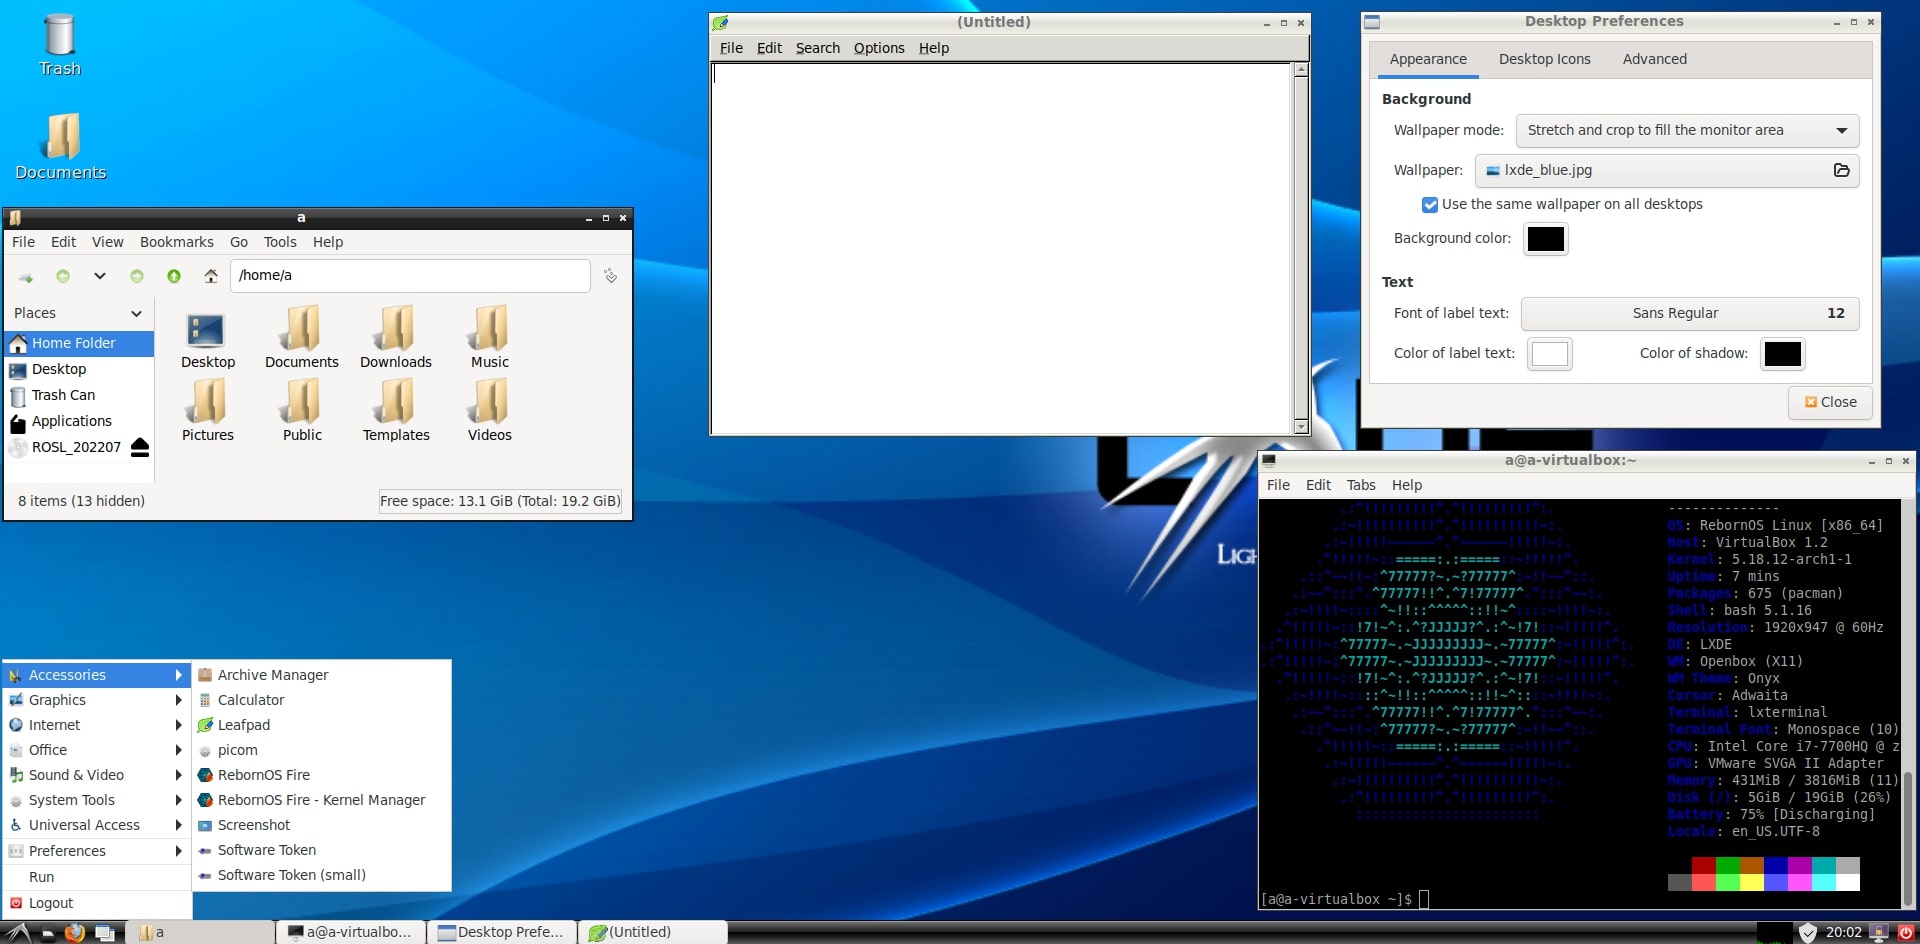 Trash
Documents
a
File Edit View Bookmarks Go Tools Help
/home/a
Places
Home Folder
Desktop
Trash Can
Applications
ROSL_202207
Desktop Documents Downloads Music
Pictures Public Templates Videos
8 items (13 hidden)
Free space: 13.1 GiB (Total: 19.2 GiB)
(Untitled)
File Edit Search Options Help
Desktop Preferences
Appearance Desktop Icons Advanced
Background
Wallpaper mode: Stretch and crop to fill the monitor area
Wallpaper: lxde_blue.jpg
Use the same wallpaper on all desktops
Background color:
Text
Font of label text: Sans Regular 12
Color of label text: Color of shadow:
Close
a@a-virtualbox:~
File Edit Tabs Help
--------------
OS: RebornOS Linux [x86_64]
Host: VirtualBox 1.2
Kernel: 5.18.12-arch1-1
Uptime: 7 mins
Packages: 675 (pacman)
Shell: bash 5.1.16
Resolution: 1920x947 @ 60Hz
DE: LXDE
WM: Openbox (X11)
WM Theme: Onyx
Cursor: Adwaita
Terminal: lxterminal
Terminal Font: Monospace (10)
CPU: Intel Core i7-7700HQ @ z
GPU: VMware SVGA II Adapter
Memory: 431MiB / 3816MiB (11)
Disk (/): 5GiB / 19GiB (26%)
Battery: 75% [Discharging]
Locale: en_US.UTF-8
[a@a-virtualbox ~]$
Ligh
Accessories
Graphics
Internet
Office
Sound & Video
System Tools
Universal Access
Preferences
Run
Logout
Archive Manager
Calculator
Leafpad
picom
RebornOS Fire
RebornOS Fire - Kernel Manager
Screenshot
Software Token
Software Token (small)
a
a@a-virtualbo...
Desktop Prefe...
(Untitled)
20:02